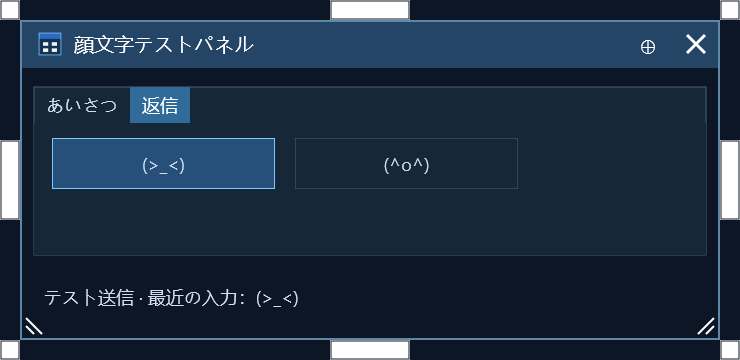 顔文字テストパネル
あいさつ 返信
(>_<) (^o^)
テスト送信 · 最近の入力: (>_<)